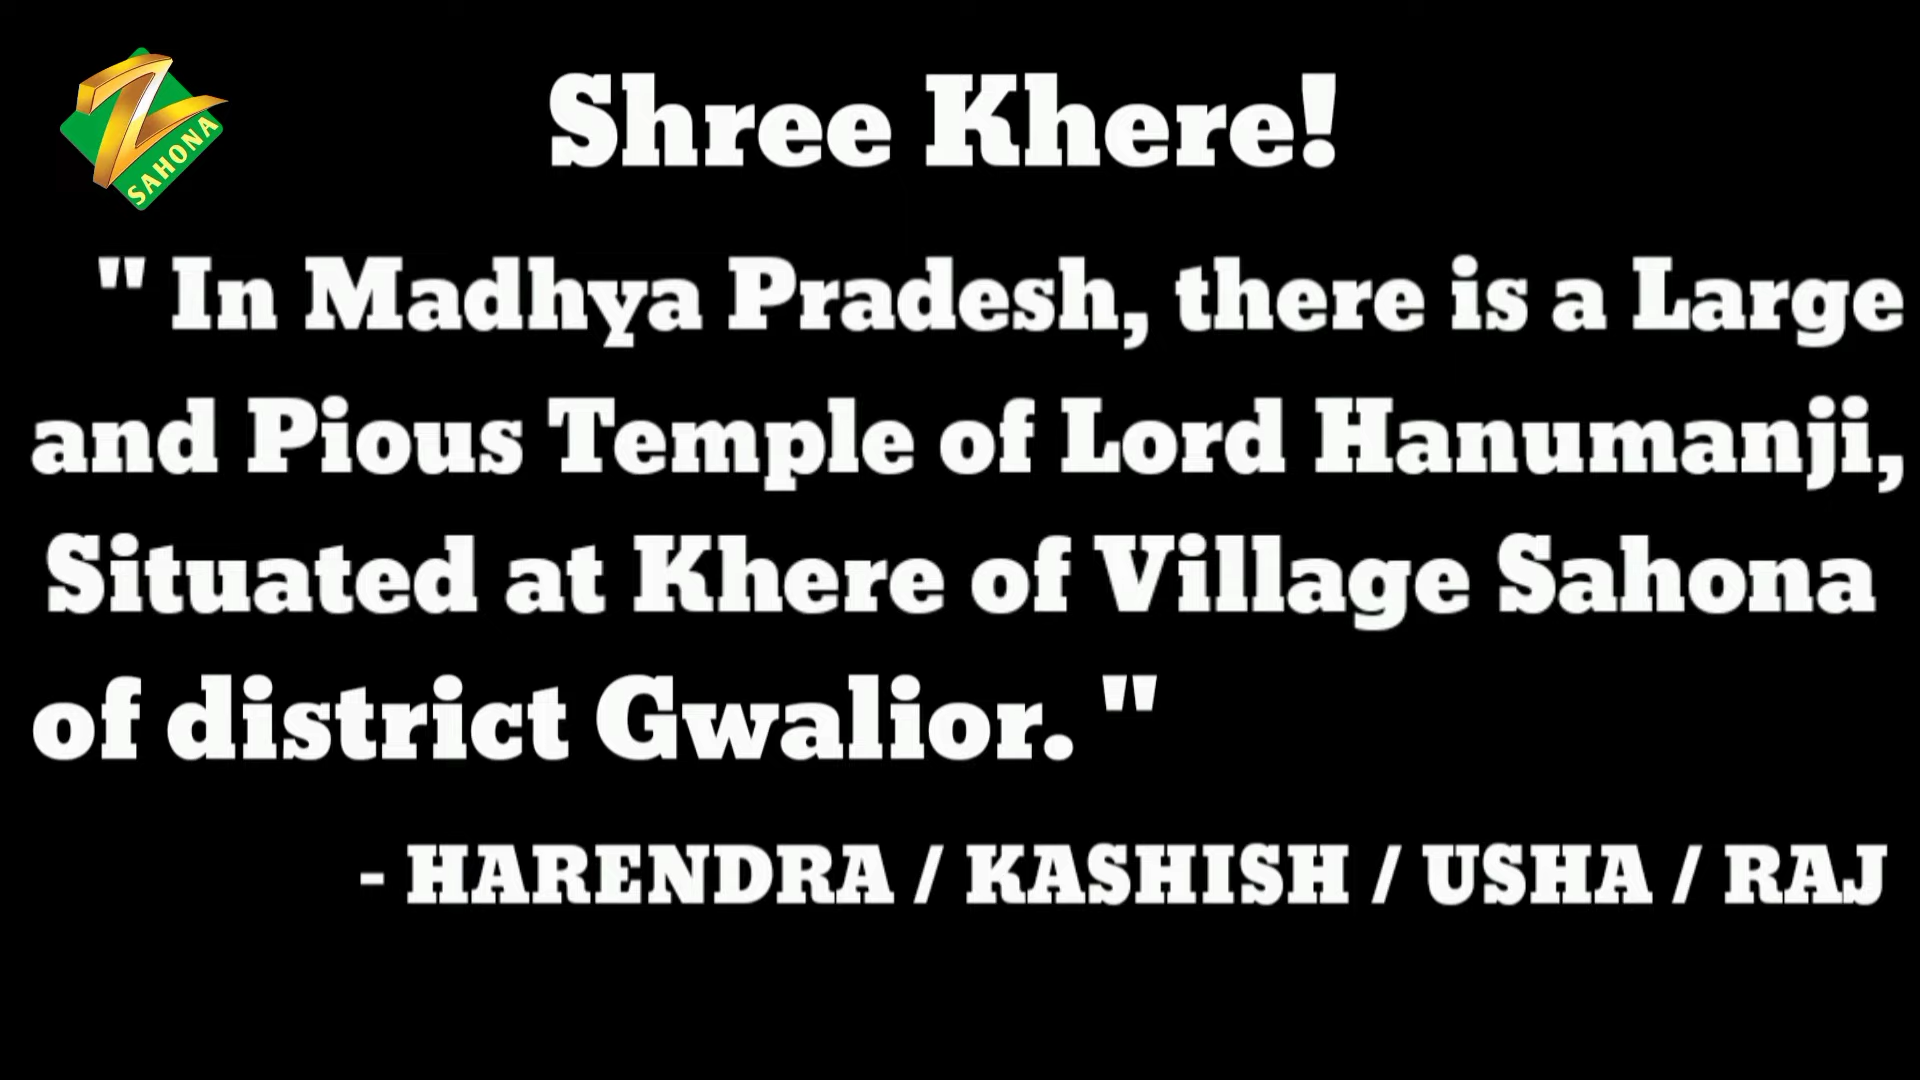 Z
SAHONA
Shree Khere!
" In Madhya Pradesh, there is a Large
and Pious Temple of Lord Hanumanji,
Situated at Khere of Village Sahona
of district Gwalior. "
- HARENDRA / KASHISH / USHA / RAJ